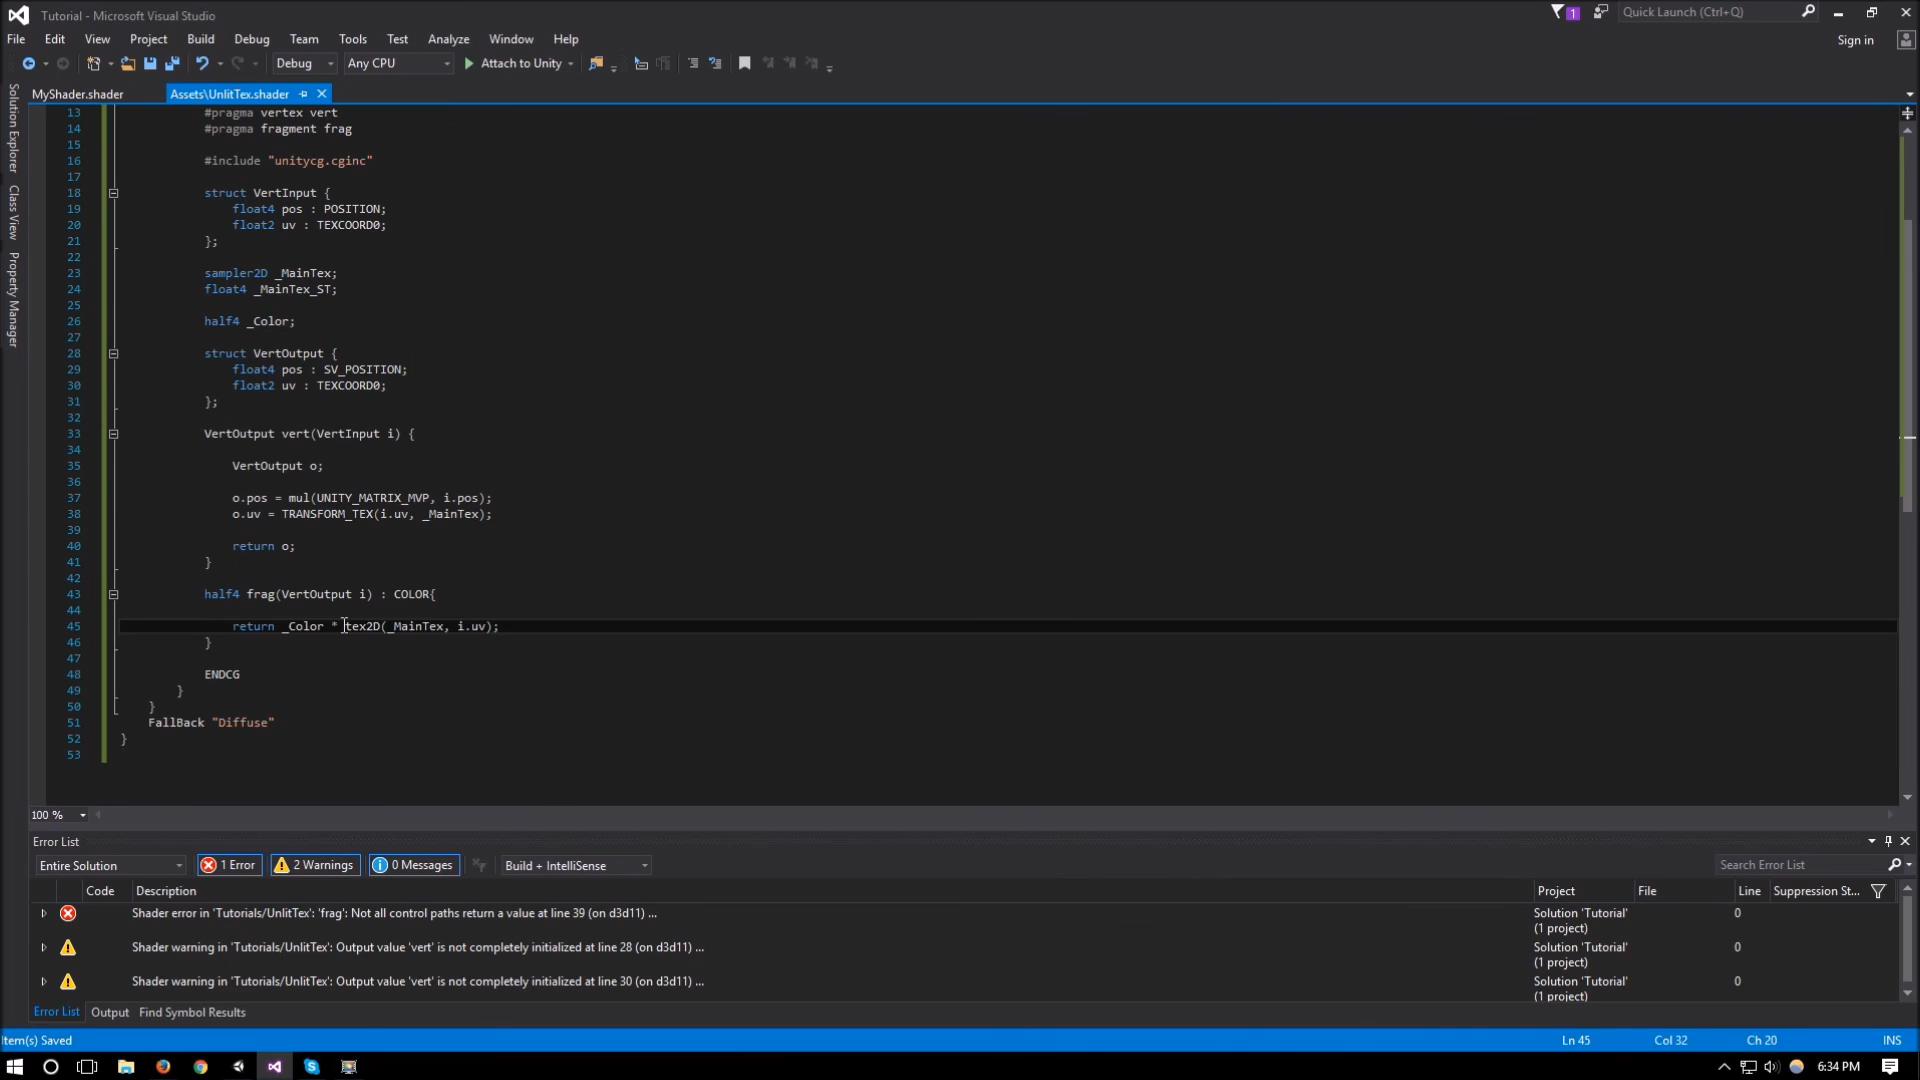 Tutorial - Microsoft Visual Studio
1
Quick Launch (Ctrl+Q)
File Edit View Project Build Debug Team Tools Test Analyze Window Help
Sign in
Debug Any CPU Attach to Unity
MyShader.shader Assets\UnlitTex.shader
Solution Explorer
Class View
Property Manager
13 #pragma vertex vert
14 #pragma fragment frag
15
16 #include "unitycg.cginc"
17
18 struct VertInput {
19 float4 pos : POSITION;
20 float2 uv : TEXCOORD0;
21 };
22
23 sampler2D _MainTex;
24 float4 _MainTex_ST;
25
26 half4 _Color;
27
28 struct VertOutput {
29 float4 pos : SV_POSITION;
30 float2 uv : TEXCOORD0;
31 };
32
33 VertOutput vert(VertInput i) {
34
35 VertOutput o;
36
37 o.pos = mul(UNITY_MATRIX_MVP, i.pos);
38 o.uv = TRANSFORM_TEX(i.uv, _MainTex);
39
40 return o;
41 }
42
43 half4 frag(VertOutput i) : COLOR{
44
45 return _Color * tex2D(_MainTex, i.uv);
46 }
47
48 ENDCG
49 }
50 }
51 FallBack "Diffuse"
52 }
53
100 %
Error List
Entire Solution 1 Error 2 Warnings 0 Messages Build + IntelliSense Search Error List
Code Description Project File Line Suppression St...
Shader error in 'Tutorials/UnlitTex': 'frag': Not all control paths return a value at line 39 (on d3d11) ... Solution 'Tutorial' 0
(1 project)
Shader warning in 'Tutorials/UnlitTex': Output value 'vert' is not completely initialized at line 28 (on d3d11) ... Solution 'Tutorial' 0
(1 project)
Shader warning in 'Tutorials/UnlitTex': Output value 'vert' is not completely initialized at line 30 (on d3d11) ... Solution 'Tutorial' 0
(1 project)
Error List Output Find Symbol Results
Item(s) Saved Ln 45 Col 32 Ch 20 INS
6:34 PM